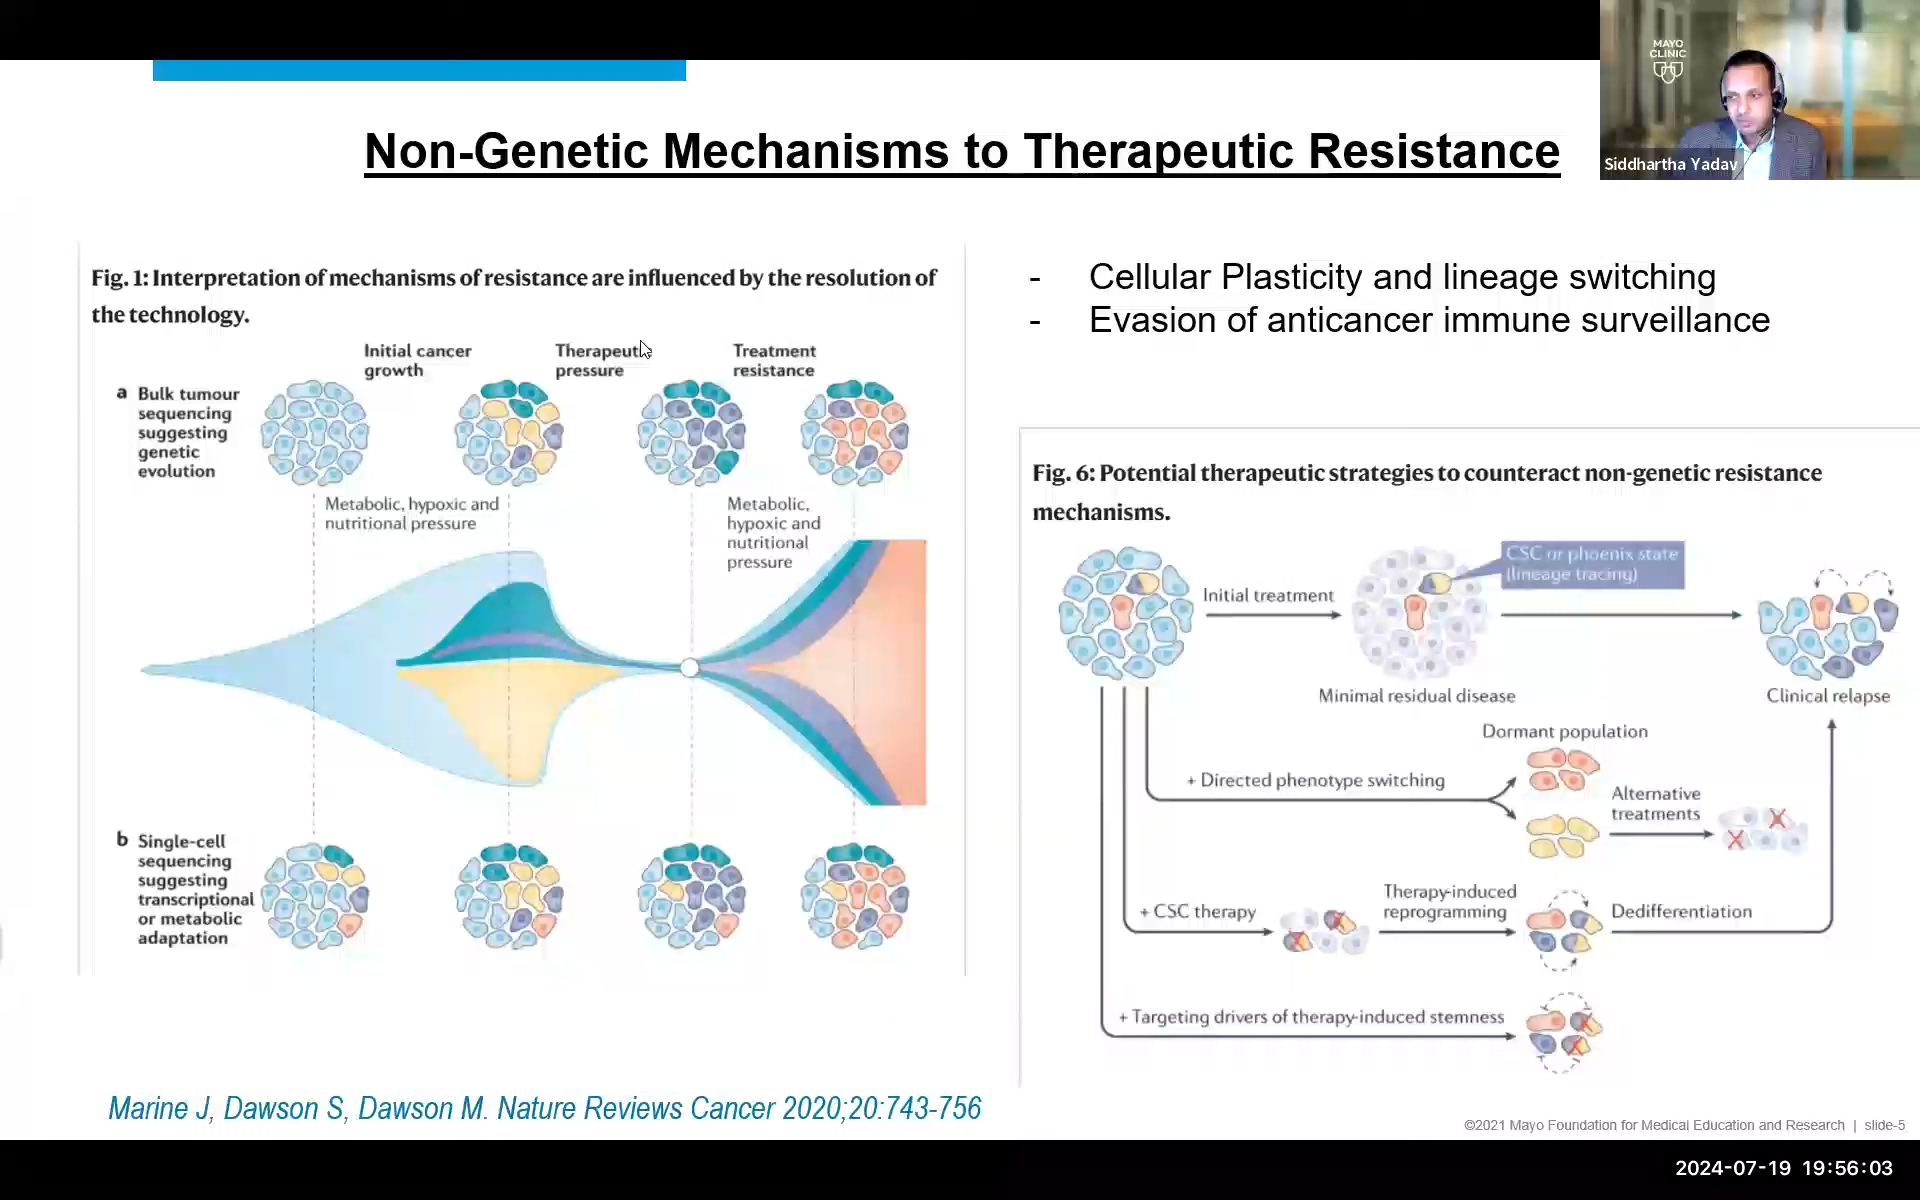 MAYO
CLINIC
Siddhartha Yadav
Non-Genetic Mechanisms to Therapeutic Resistance
Fig. 1: Interpretation of mechanisms of resistance are influenced by the resolution of
the technology.
Initial cancer
growth
Therapeutic
pressure
Treatment
resistance
a Bulk tumour
sequencing
suggesting
genetic
evolution
Metabolic, hypoxic and
nutritional pressure
Metabolic,
hypoxic and
nutritional
pressure
b Single-cell
sequencing
suggesting
transcriptional
or metabolic
adaptation
- Cellular Plasticity and lineage switching
- Evasion of anticancer immune surveillance
Fig. 6: Potential therapeutic strategies to counteract non-genetic resistance
mechanisms.
CSC or phoenix state
(lineage tracing)
Initial treatment
Minimal residual disease
Clinical relapse
Dormant population
+ Directed phenotype switching
Alternative
treatments
+ CSC therapy
Therapy-induced
reprogramming
Dedifferentiation
+ Targeting drivers of therapy-induced stemness
Marine J, Dawson S, Dawson M. Nature Reviews Cancer 2020;20:743-756
©2021 Mayo Foundation for Medical Education and Research | slide-5
2024-07-19 19:56:03